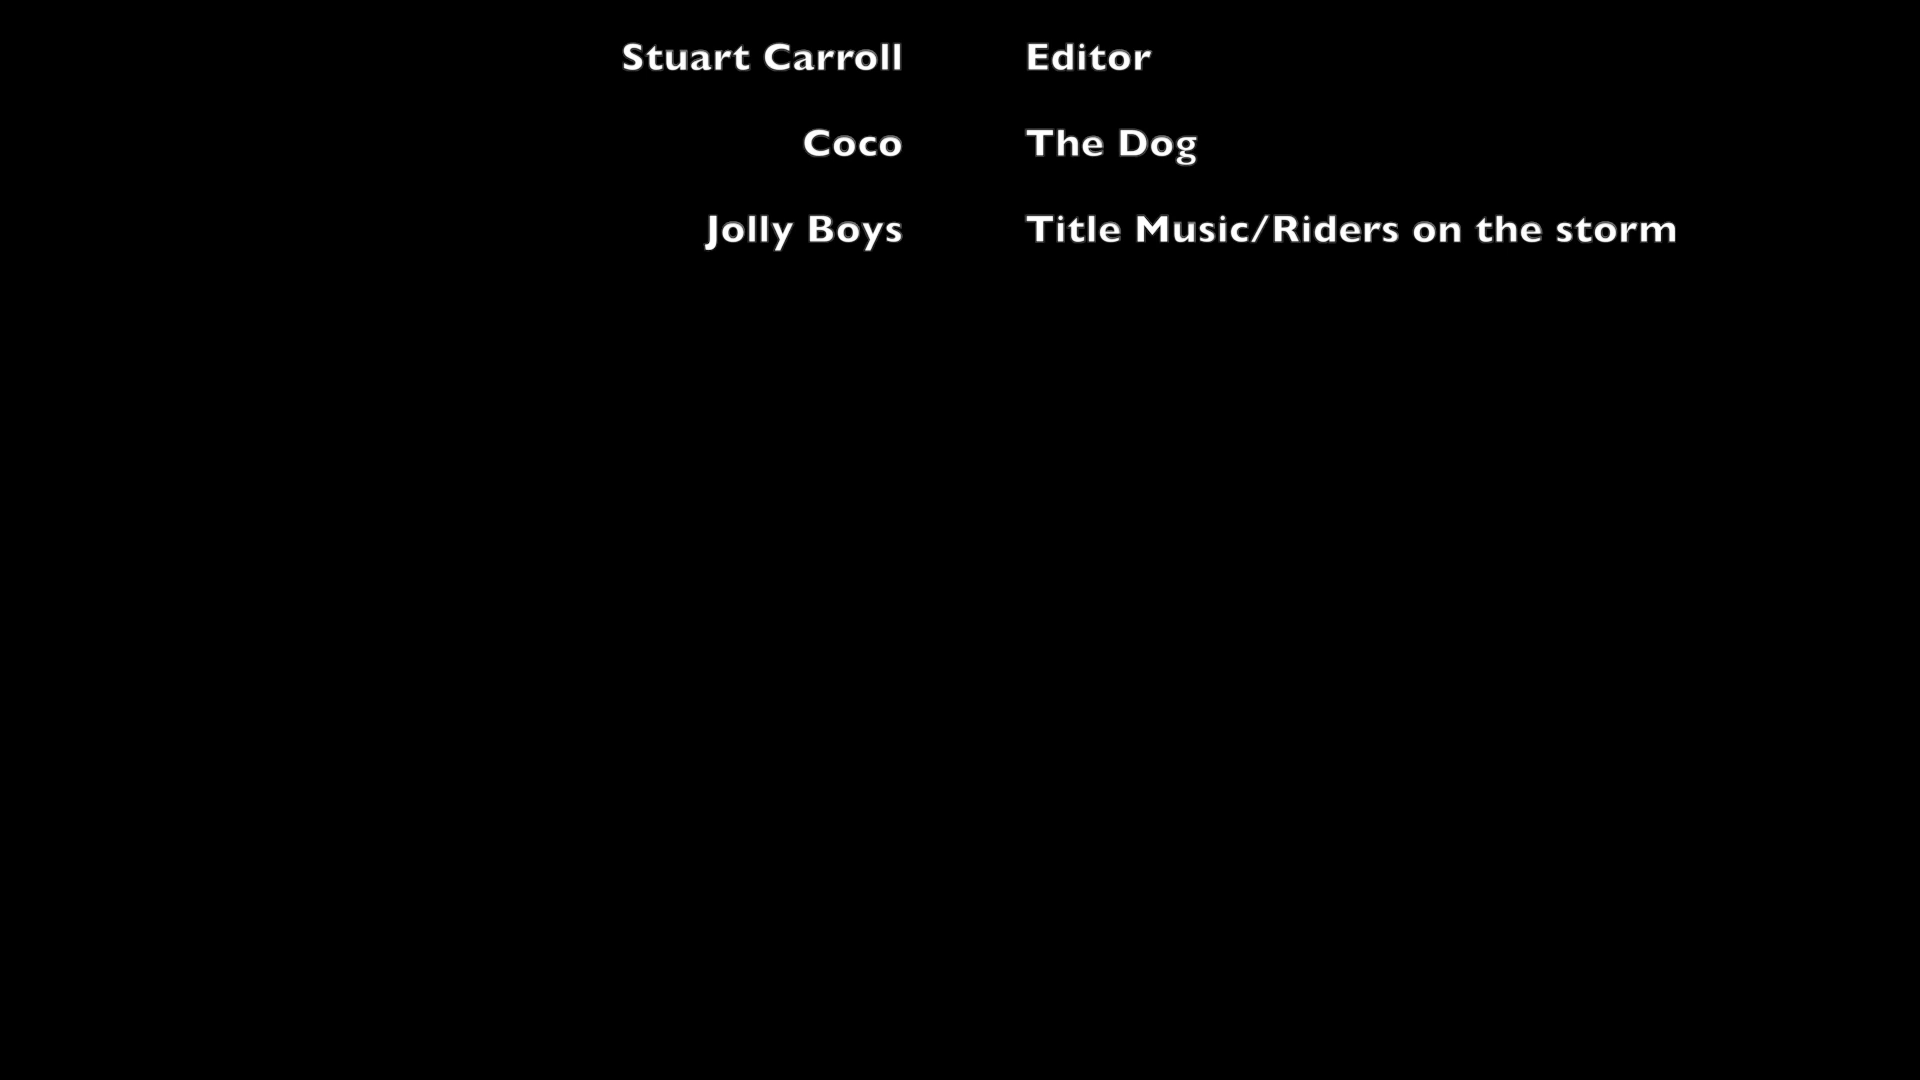 Stuart Carroll Editor
Coco The Dog
Jolly Boys Title Music/Riders on the storm